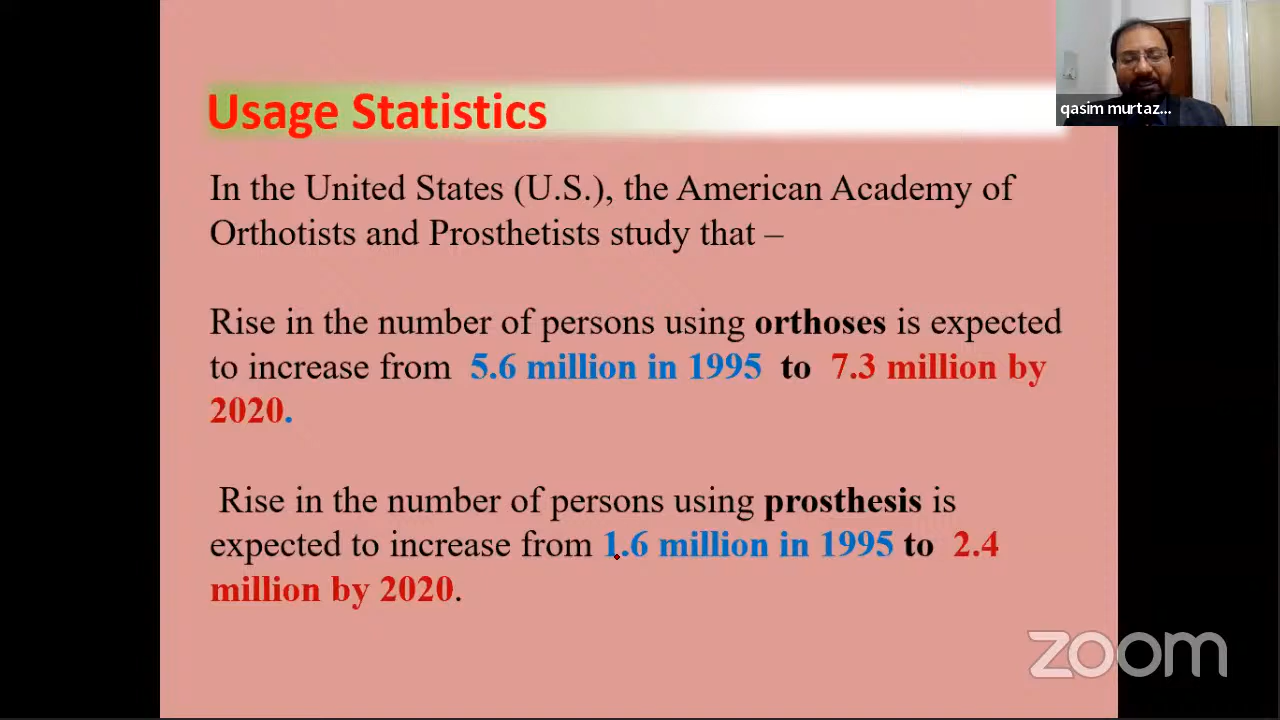 Usage Statistics
qasim murtaz...
In the United States (U.S.), the American Academy of
Orthotists and Prosthetists study that –
Rise in the number of persons using orthoses is expected
to increase from 5.6 million in 1995 to 7.3 million by
2020.
Rise in the number of persons using prosthesis is
expected to increase from 1.6 million in 1995 to 2.4
million by 2020.
zoom